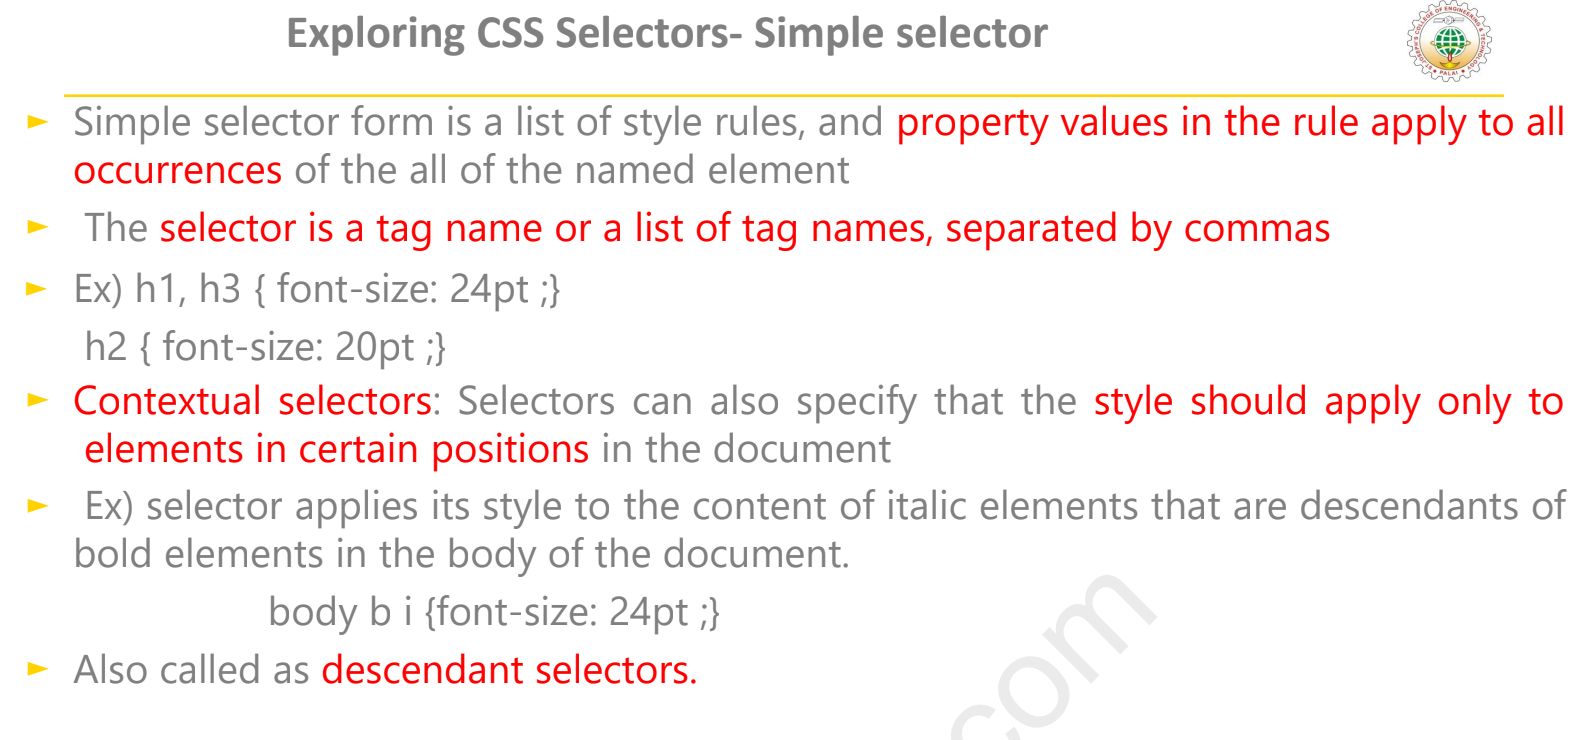 Exploring CSS Selectors- Simple selector
► Simple selector form is a list of style rules, and property values in the rule apply to all
occurrences of the all of the named element
► The selector is a tag name or a list of tag names, separated by commas
► Ex) h1, h3 { font-size: 24pt ;}
h2 { font-size: 20pt ;}
► Contextual selectors: Selectors can also specify that the style should apply only to
elements in certain positions in the document
► Ex) selector applies its style to the content of italic elements that are descendants of
bold elements in the body of the document.
body b i {font-size: 24pt ;}
► Also called as descendant selectors.
.com
PALAI